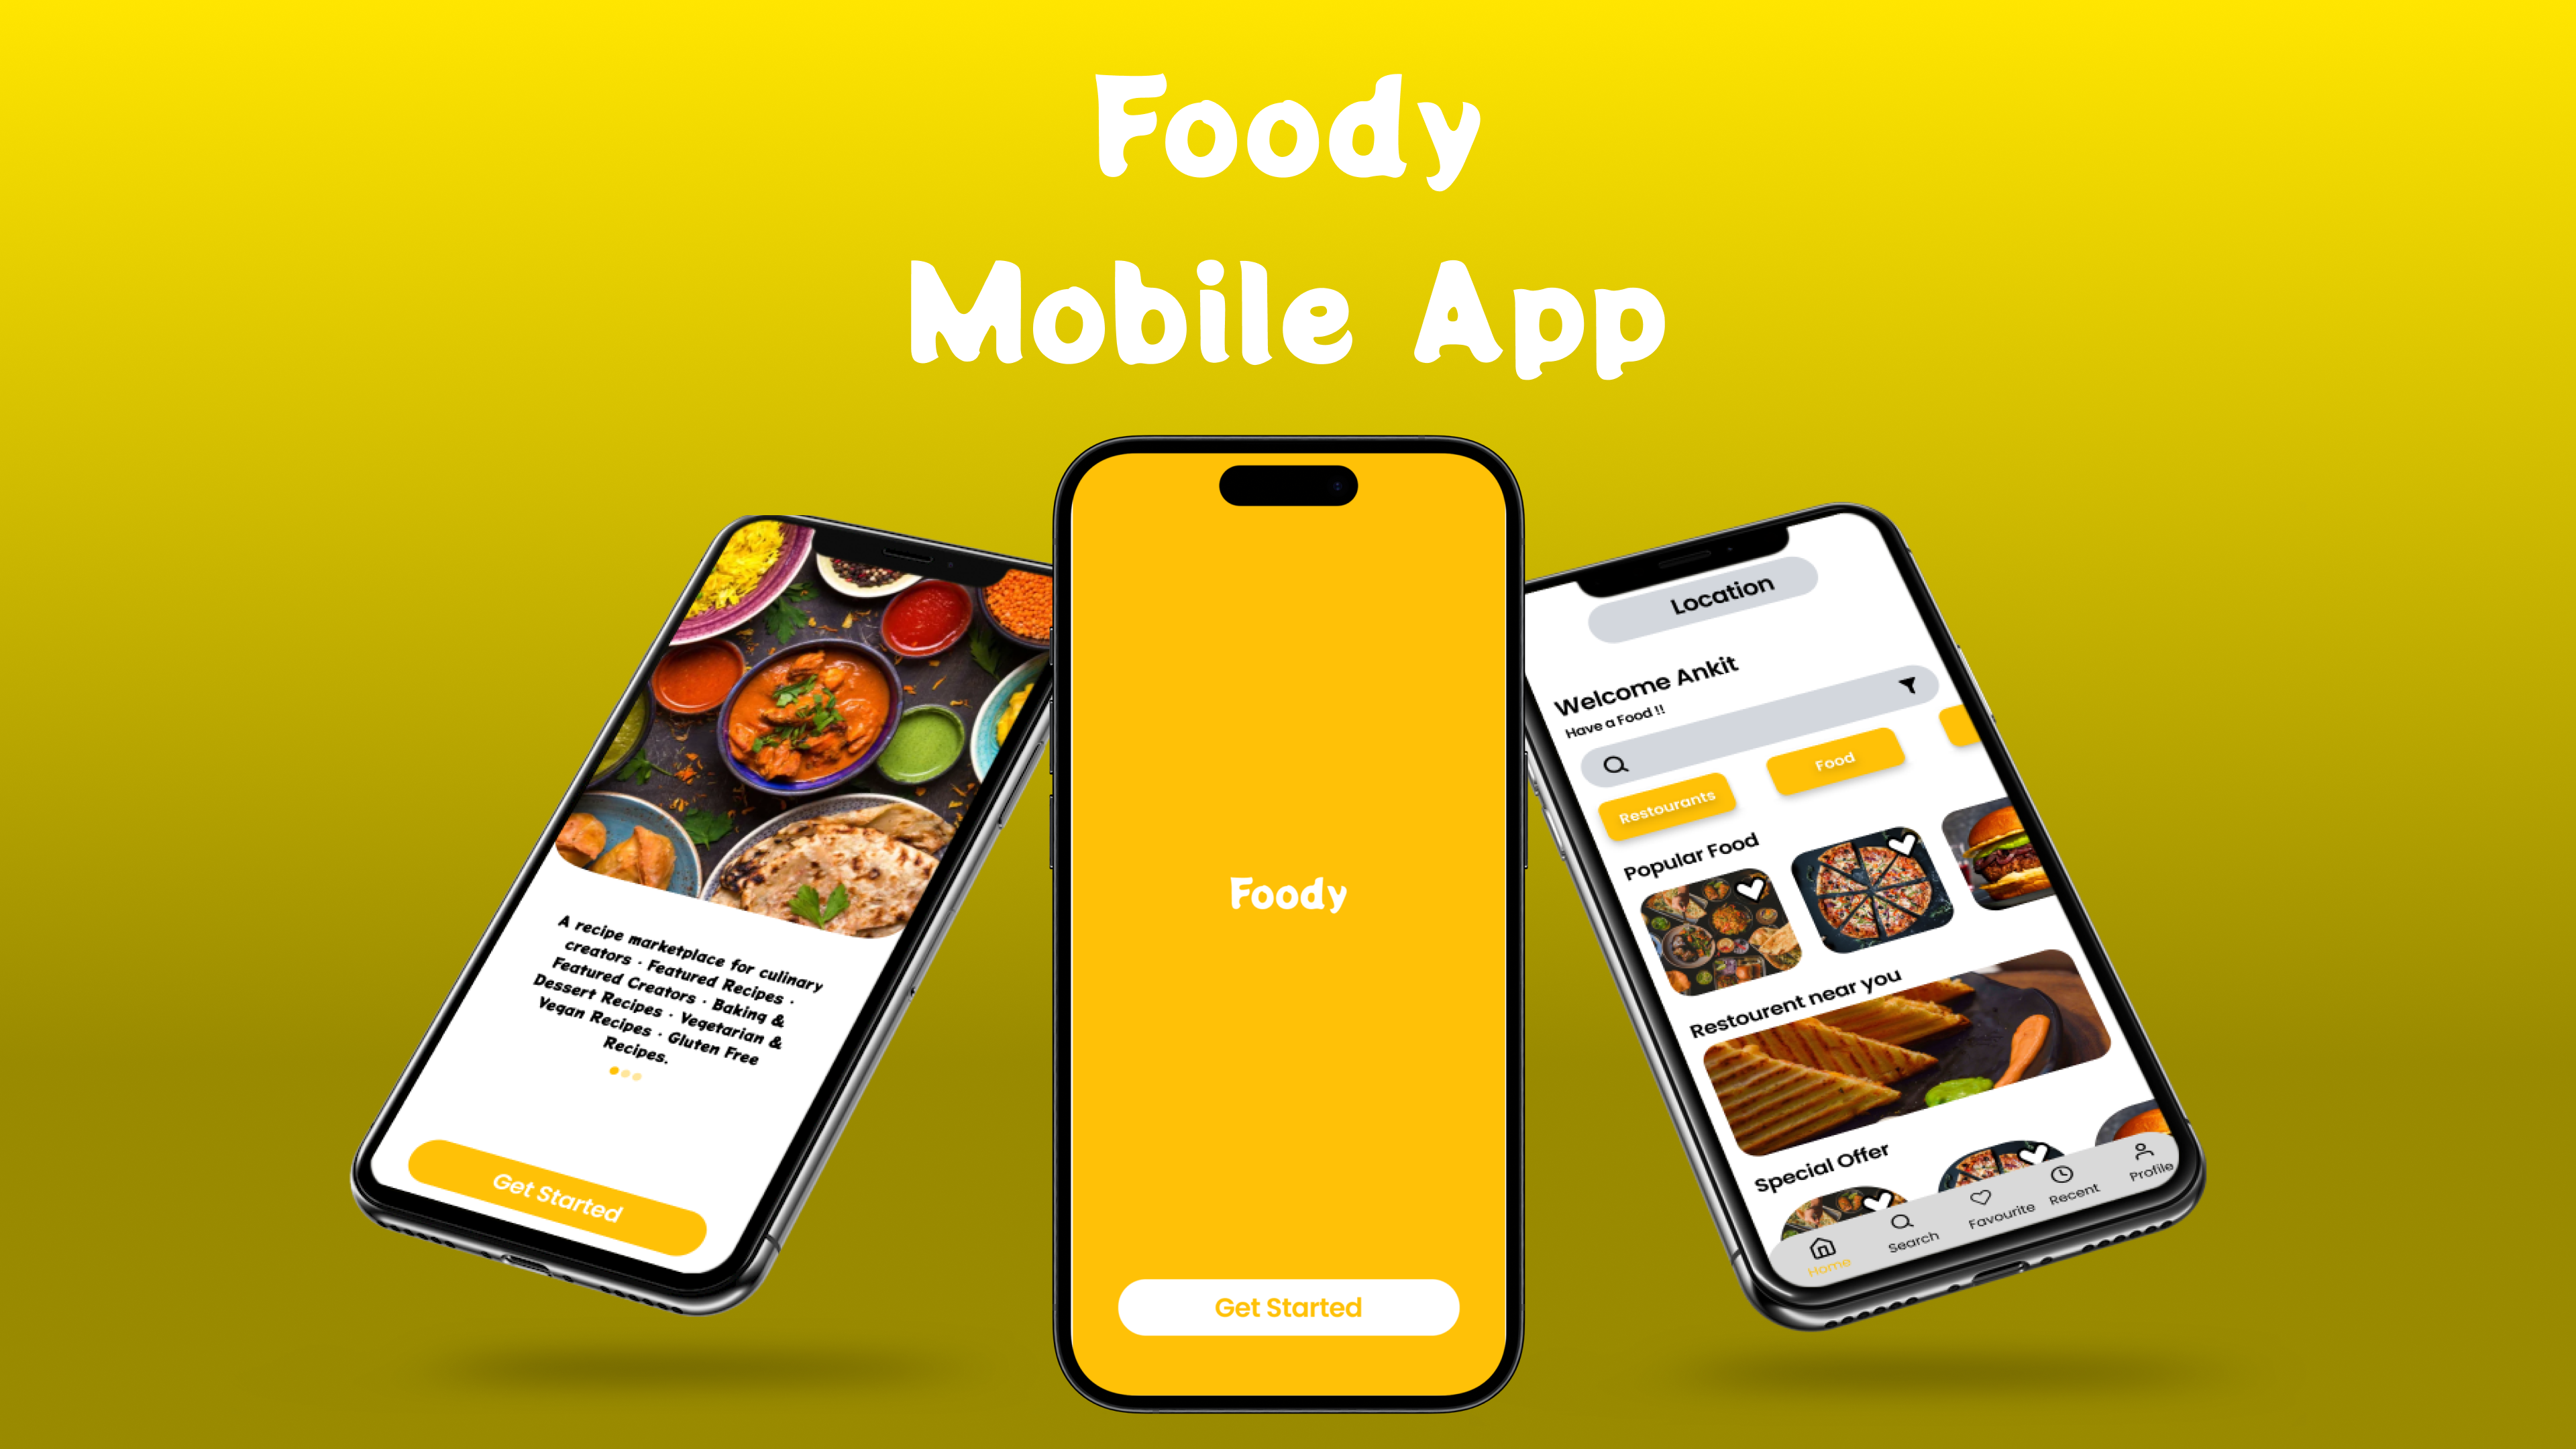 Foody
Mobile App
A recipe marketplace for culinary
creators · Featured Recipes ·
Featured Creators · Baking &
Dessert Recipes · Vegetarian &
Vegan Recipes · Gluten Free
Recipes.
Get Started
Foody
Get Started
Location
Welcome Ankit
Have a Food !!
Restourants
Food
Popular Food
Restourent near you
Special Offer
Home
Search
Favourite
Recent
Profile